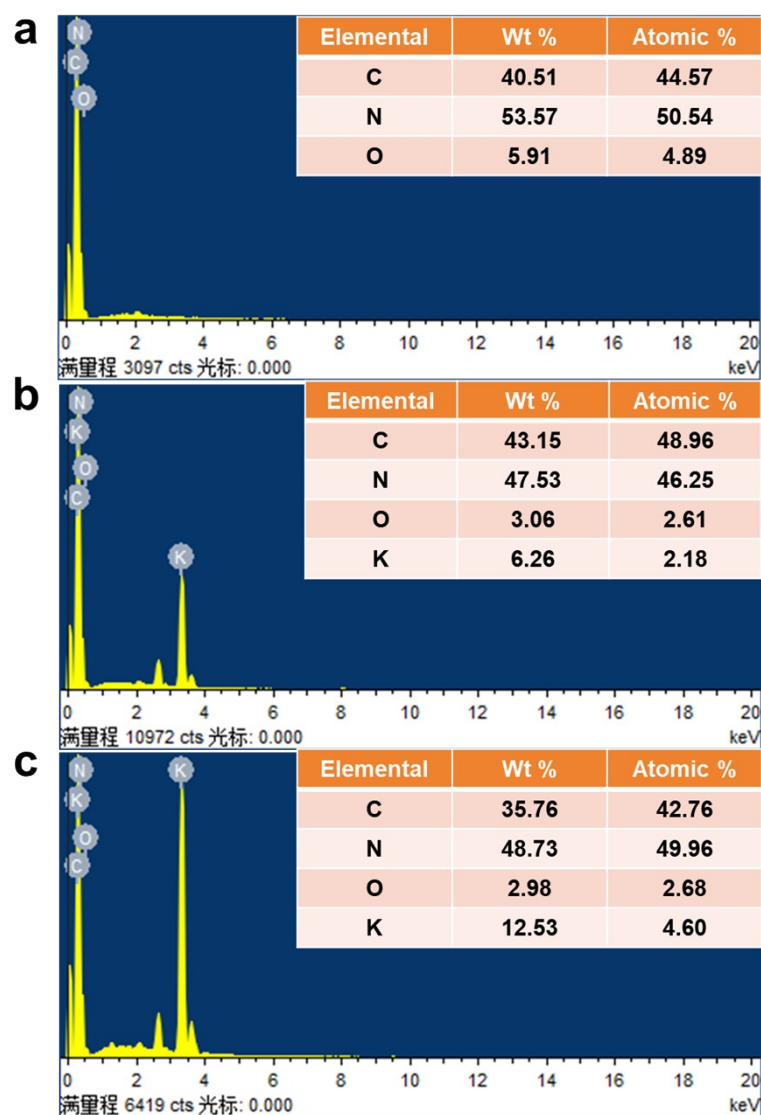 a
N
C
O
Elemental Wt % Atomic %
C 40.51 44.57
N 53.57 50.54
O 5.91 4.89
0 2 4 6 8 10 12 14 16 18 20
满量程 3097 cts 光标: 0.000 keV
b
N
K
O
C
K
Elemental Wt % Atomic %
C 43.15 48.96
N 47.53 46.25
O 3.06 2.61
K 6.26 2.18
0 2 4 6 8 10 12 14 16 18 20
满量程 10972 cts 光标: 0.000 keV
c
N
K
O
C
K
Elemental Wt % Atomic %
C 35.76 42.76
N 48.73 49.96
O 2.98 2.68
K 12.53 4.60
0 2 4 6 8 10 12 14 16 18 20
满量程 6419 cts 光标: 0.000 keV